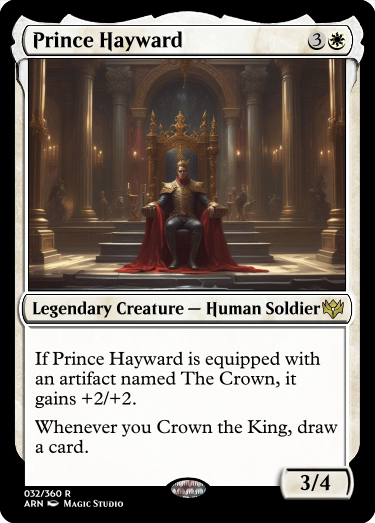 Prince Hayward 3
Legendary Creature — Human Soldier
If Prince Hayward is equipped with
an artifact named The Crown, it
gains +2/+2.
Whenever you Crown the King, draw
a card.
3/4
032/360 R
ARN Magic Studio